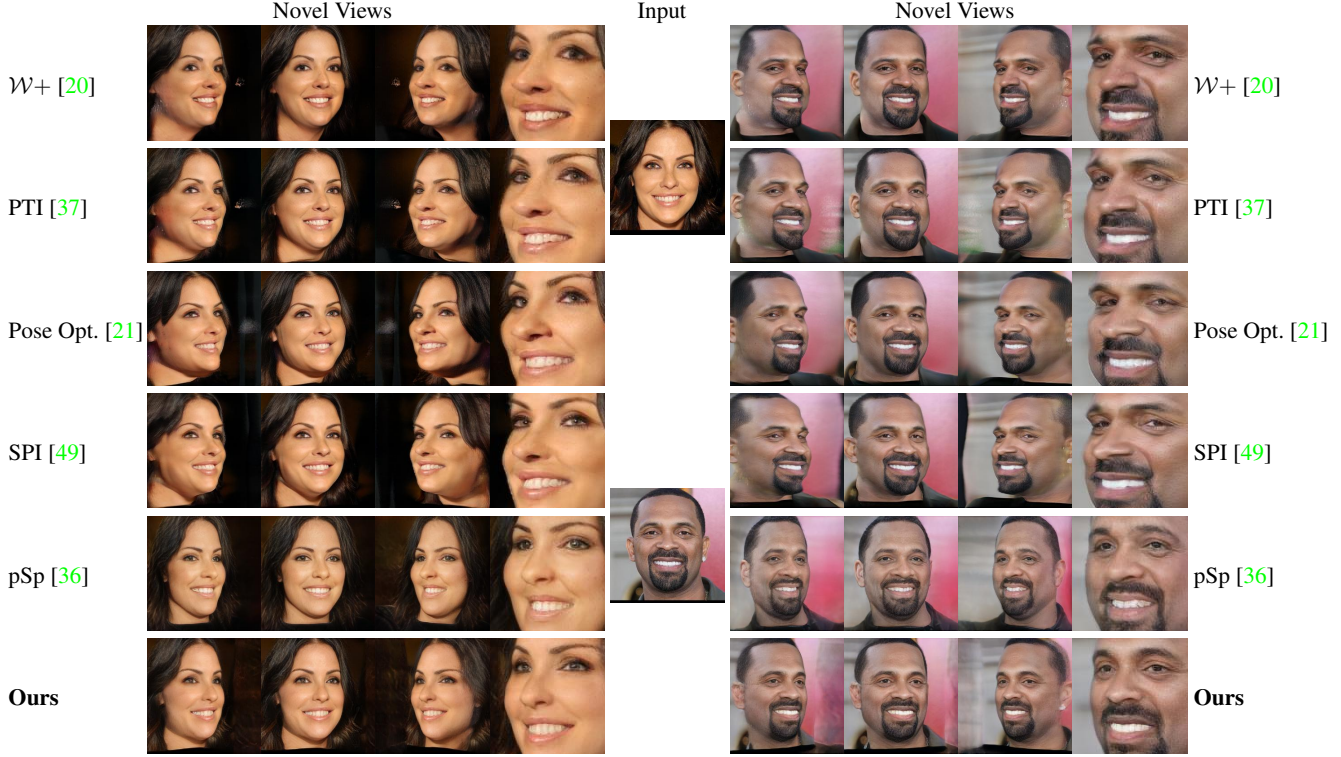 Novel Views Input Novel Views
𝒲+ [20] 𝒲+ [20]
PTI [37] PTI [37]
Pose Opt. [21] Pose Opt. [21]
SPI [49] SPI [49]
pSp [36] pSp [36]
Ours Ours